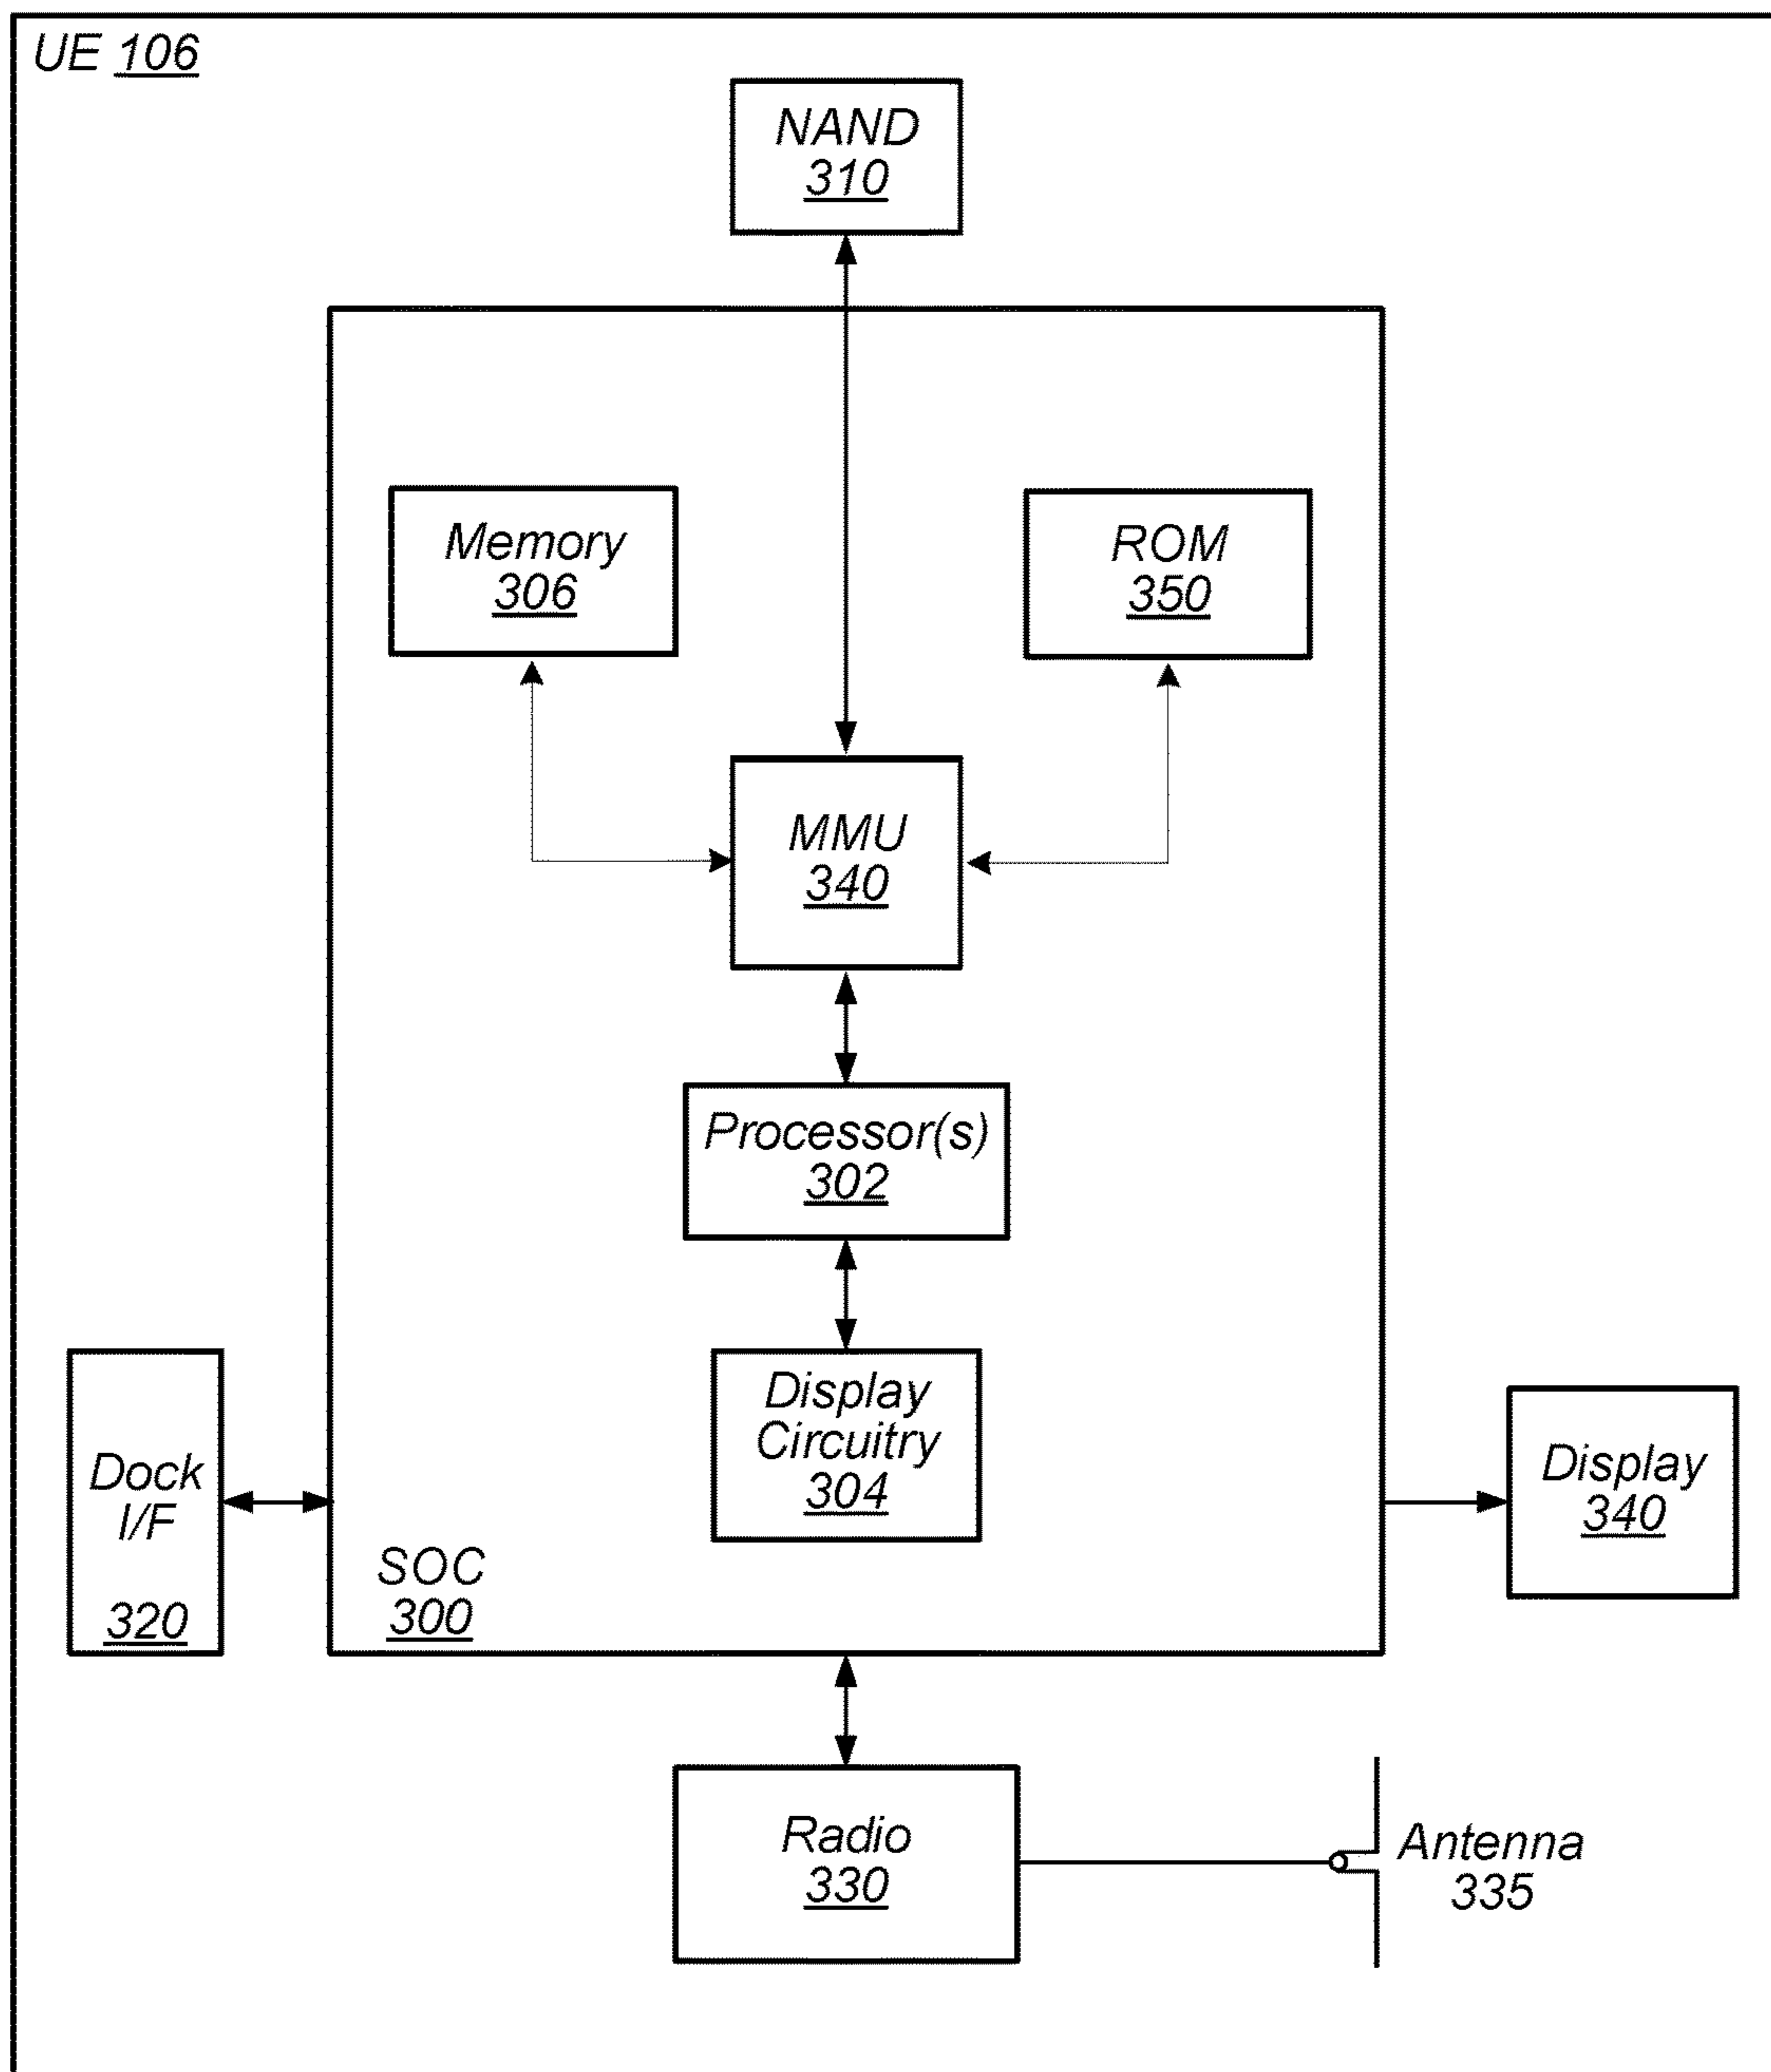 UE 106
NAND
310
Memory
306
ROM
350
MMU
340
Processor(s)
302
Display
Circuitry
304
Dock
I/F
320
SOC
300
Display
340
Radio
330
Antenna
335